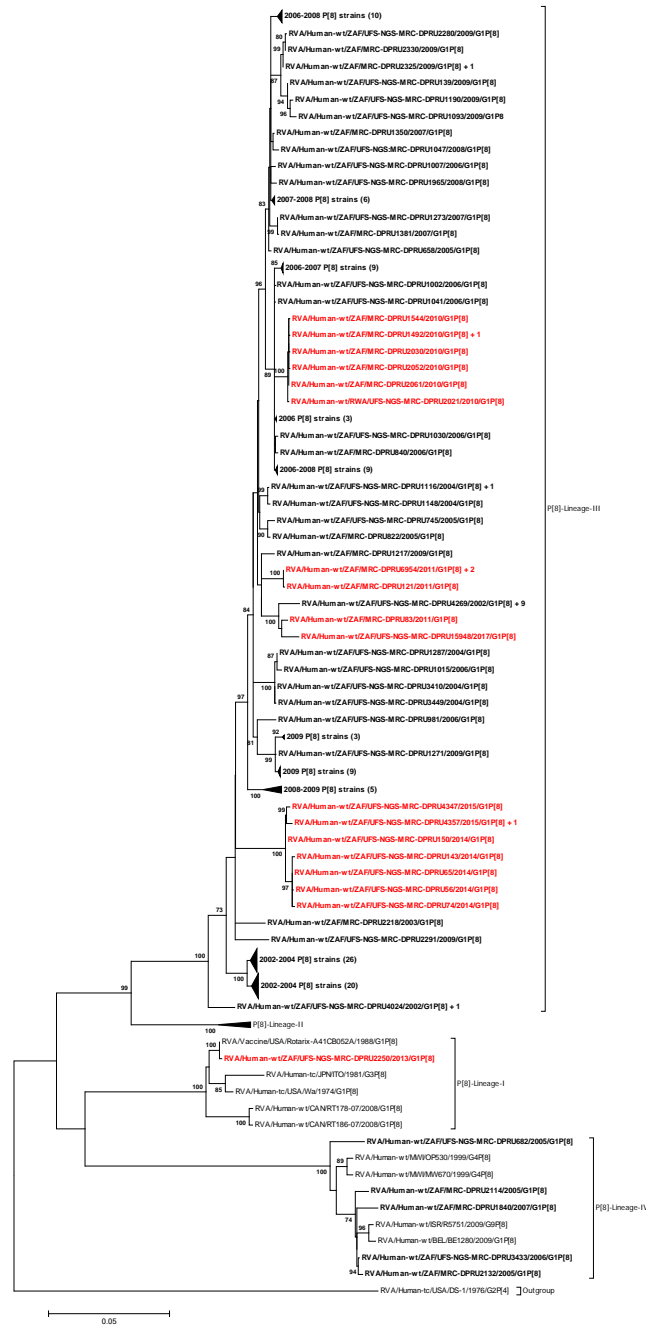 2006-2008 P[8] strains (10)
80
RVA/Human-wt/ZAF/UFS-NGS-MRC-DPRU2280/2009/G1P[8]
99
RVA/Human-wt/ZAF/MRC-DPRU2330/2009/G1P[8]
RVA/Human-wt/ZAF/MRC-DPRU2325/2009/G1P[8] + 1
87
RVA/Human-wt/ZAF/UFS-NGS-MRC-DPRU139/2009/G1P[8]
94
RVA/Human-wt/ZAF/UFS-NGS-MRC-DPRU1190/2009/G1P[8]
96
RVA/Human-wt/ZAF/UFS-NGS-MRC-DPRU1093/2009/G1P8
RVA/Human-wt/ZAF/MRC-DPRU1350/2007/G1P[8]
RVA/Human-wt/ZAF/UFS-NGS:MRC-DPRU1047/2008/G1P[8]
RVA/Human-wt/ZAF/UFS-NGS-MRC-DPRU1007/2006/G1P[8]
RVA/Human-wt/ZAF/UFS-NGS-MRC-DPRU1965/2008/G1P[8]
2007-2008 P[8] strains (6)
83
RVA/Human-wt/ZAF/UFS-NGS-MRC-DPRU1273/2007/G1P[8]
99
RVA/Human-wt/ZAF/MRC-DPRU1381/2007/G1P[8]
RVA/Human-wt/ZAF/UFS-NGS-MRC-DPRU658/2005/G1P[8]
85
2006-2007 P[8] strains (9)
96
RVA/Human-wt/ZAF/UFS-NGS-MRC-DPRU1002/2006/G1P[8]
RVA/Human-wt/ZAF/UFS-NGS-MRC-DPRU1041/2006/G1P[8]
RVA/Human-wt/ZAF/MRC-DPRU1544/2010/G1P[8]
RVA/Human-wt/ZAF/MRC-DPRU1492/2010/G1P[8] + 1
RVA/Human-wt/ZAF/MRC-DPRU2030/2010/G1P[8]
RVA/Human-wt/ZAF/MRC-DPRU2052/2010/G1P[8]
89
100
RVA/Human-wt/ZAF/MRC-DPRU2061/2010/G1P[8]
RVA/Human-wt/RWA/UFS-NGS-MRC-DPRU2021/2010/G1P[8]
2006 P[8] strains (3)
RVA/Human-wt/ZAF/UFS-NGS-MRC-DPRU1030/2006/G1P[8]
RVA/Human-wt/ZAF/MRC-DPRU840/2006/G1P[8]
2006-2008 P[8] strains (9)
99
RVA/Human-wt/ZAF/UFS-NGS-MRC-DPRU1116/2004/G1P[8] + 1
RVA/Human-wt/ZAF/UFS-NGS-MRC-DPRU1148/2004/G1P[8]
P[8]-Lineage-III
RVA/Human-wt/ZAF/UFS-NGS-MRC-DPRU745/2005/G1P[8]
90
RVA/Human-wt/ZAF/MRC-DPRU822/2005/G1P[8]
RVA/Human-wt/ZAF/MRC-DPRU1217/2009/G1P[8]
100
RVA/Human-wt/ZAF/MRC-DPRU6954/2011/G1P[8] + 2
RVA/Human-wt/ZAF/MRC-DPRU121/2011/G1P[8]
RVA/Human-wt/ZAF/UFS-NGS-MRC-DPRU4269/2002/G1P[8] + 9
84
100
RVA/Human-wt/ZAF/MRC-DPRU83/2011/G1P[8]
RVA/Human-wt/ZAF/UFS-NGS-MRC-DPRU15948/2017/G1P[8]
87
RVA/Human-wt/ZAF/UFS-NGS-MRC-DPRU1287/2004/G1P[8]
RVA/Human-wt/ZAF/UFS-NGS-MRC-DPRU1015/2006/G1P[8]
100
RVA/Human-wt/ZAF/UFS-NGS-MRC-DPRU3410/2004/G1P[8]
97
RVA/Human-wt/ZAF/UFS-NGS-MRC-DPRU3449/2004/G1P[8]
RVA/Human-wt/ZAF/UFS-NGS-MRC-DPRU981/2006/G1P[8]
92
2009 P[8] strains (3)
81
RVA/Human-wt/ZAF/UFS-NGS-MRC-DPRU1271/2009/G1P[8]
99
2009 P[8] strains (9)
2008-2009 P[8] strains (5)
100
99
RVA/Human-wt/ZAF/UFS-NGS-MRC-DPRU4347/2015/G1P[8]
RVA/Human-wt/ZAF/UFS-NGS-MRC-DPRU4357/2015/G1P[8] + 1
RVA/Human-wt/ZAF/UFS-NGS-MRC-DPRU150/2014/G1P[8]
100
RVA/Human-wt/ZAF/UFS-NGS-MRC-DPRU143/2014/G1P[8]
RVA/Human-wt/ZAF/UFS-NGS-MRC-DPRU65/2014/G1P[8]
97
RVA/Human-wt/ZAF/UFS-NGS-MRC-DPRU56/2014/G1P[8]
RVA/Human-wt/ZAF/UFS-NGS-MRC-DPRU74/2014/G1P[8]
73
RVA/Human-wt/ZAF/MRC-DPRU2218/2003/G1P[8]
RVA/Human-wt/ZAF/UFS-NGS-MRC-DPRU2291/2009/G1P[8]
100
2002-2004 P[8] strains (26)
100
2002-2004 P[8] strains (20)
99
RVA/Human-wt/ZAF/UFS-NGS-MRC-DPRU4024/2002/G1P[8] + 1
P[8]-Lineage-II
100
RVA/Vaccine/USA/Rotarix-A41CB052A/1988/G1P[8]
100
RVA/Human-wt/ZAF/UFS-NGS-MRC-DPRU2250/2013/G1P[8]
RVA/Human-tc/JPN/ITO/1981/G3P[8]
P[8]-Lineage-I
100
85
RVA/Human-tc/USA/Wa/1974/G1P[8]
RVA/Human-wt/CAN/RT178-07/2008/G1P[8]
100
RVA/Human-wt/CAN/RT186-07/2008/G1P[8]
RVA/Human-wt/ZAF/UFS-NGS-MRC-DPRU682/2005/G1P[8]
89
RVA/Human-wt/MWI/OP530/1999/G4P[8]
100
RVA/Human-wt/MWI/MW670/1999/G4P[8]
RVA/Human-wt/ZAF/MRC-DPRU2114/2005/G1P[8]
P[8]-Lineage-IV
RVA/Human-wt/ZAF/MRC-DPRU1840/2007/G1P[8]
74
96
RVA/Human-wt/ISR/R5751/2009/G9P[8]
RVA/Human-wt/BEL/BE1280/2009/G1P[8]
RVA/Human-wt/ZAF/UFS-NGS-MRC-DPRU3433/2006/G1P[8]
94
RVA/Human-wt/ZAF/MRC-DPRU2132/2005/G1P[8]
RVA/Human-tc/USA/DS-1/1976/G2P[4]
Outgroup
0.05